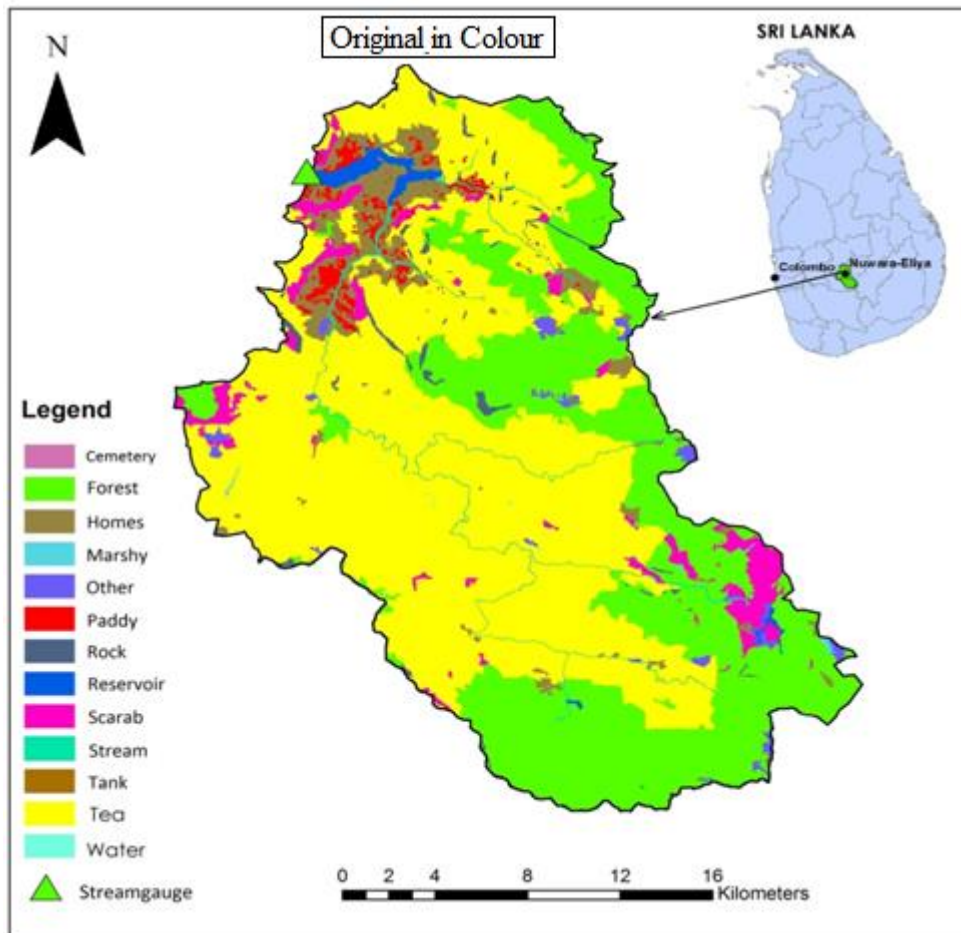 Original in Colour
N
SRI LANKA
Colombo
Nuwara-Eliya
Legend
Cemetery
Forest
Homes
Marshy
Other
Paddy
Rock
Reservoir
Scarab
Stream
Tank
Tea
Water
Streamgauge
0 2 4 8 12 16
Kilometers